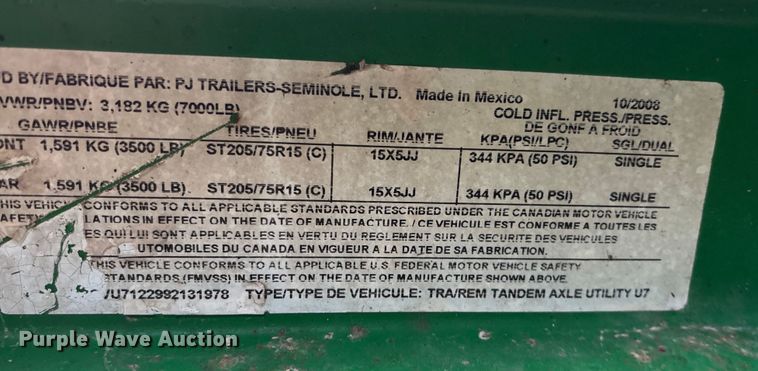 D BY/FABRIQUE PAR: PJ TRAILERS-SEMINOLE, LTD. Made in Mexico 10/2008
VWR/PNBV: 3,182 KG (7000LB) COLD INFL. PRESS./PRESS.
DE GONF A FROID
GAWR/PNBE TIRES/PNEU RIM/JANTE KPA(PSI/LPC) SGL/DUAL
ONT 1,591 KG (3500 LB) ST205/75R15 (C) 15X5JJ 344 KPA (50 PSI) SINGLE
AR 1,591 KG (3500 LB) ST205/75R15 (C) 15X5JJ 344 KPA (50 PSI) SINGLE
HIS VEHICLE CONFORMS TO ALL APPLICABLE STANDARDS PRESCRIBED UNDER THE CANADIAN MOTOR VEHICLE
SAFETY LATIONS IN EFFECT ON THE DATE OF MANUFACTURE. / CE VEHICULE EST CONFORME A TOUTES LES
ES QUI LUI SONT APPLICABLES EN VERTU DU REGLEMENT SUR LA SECURITE DES VEHICULES
AUTOMOBILES DU CANADA EN VIGUEUR A LA DATE DE SA FABRICATION.
THIS VEHICLE CONFORMS TO ALL APPLICABLE U.S. FEDERAL MOTOR VEHICLE SAFETY
STANDARDS, (FMVSS) IN EFFECT ON THE DATE OF MANUFACTURE SHOWN ABOVE.
U7122992131978 TYPE/TYPE DE VEHICULE: TRA/REM TANDEM AXLE UTILITY U7
Purple Wave Auction